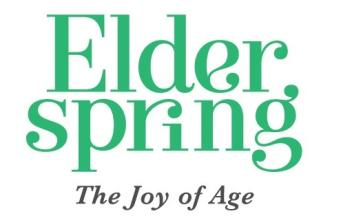 Elder
spring
The Joy of Age